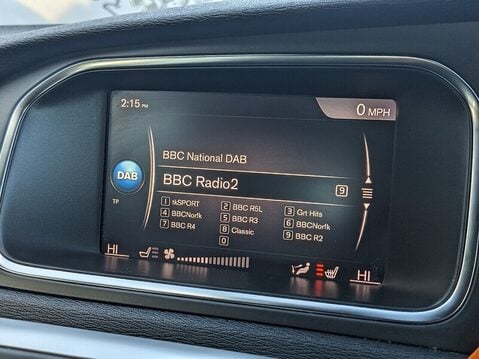 2:15 PM
0 MPH
BBC National DAB
DAB
BBC Radio2
9
TP
1 tkSPORT 2 BBC R5L 3 Grt Hits
4 BBCNorfk 5 BBC R3 6 BBCNorfk
7 BBC R4 8 Classic 9 BBC R2
0
HI
HI